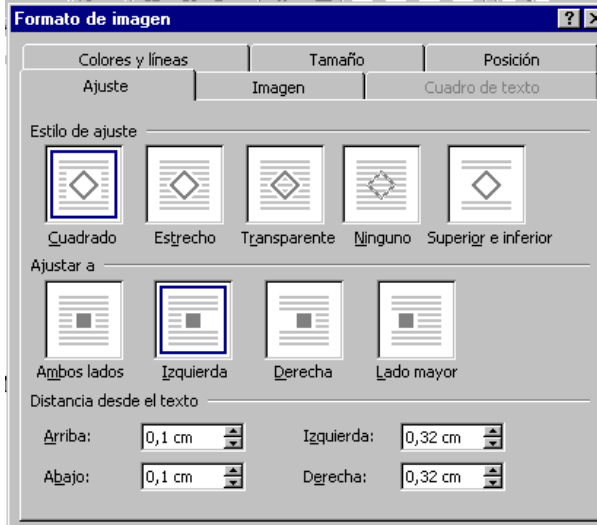 Formato de imagen ? X
Colores y líneas Tamaño Posición
Ajuste Imagen Cuadro de texto
Estilo de ajuste
Cuadrado Estrecho Transparente Ninguno Superior e inferior
Ajustar a
Ambos lados Izquierda Derecha Lado mayor
Distancia desde el texto
Arriba: 0,1 cm Izquierda: 0,32 cm
Abajo: 0,1 cm Derecha: 0,32 cm